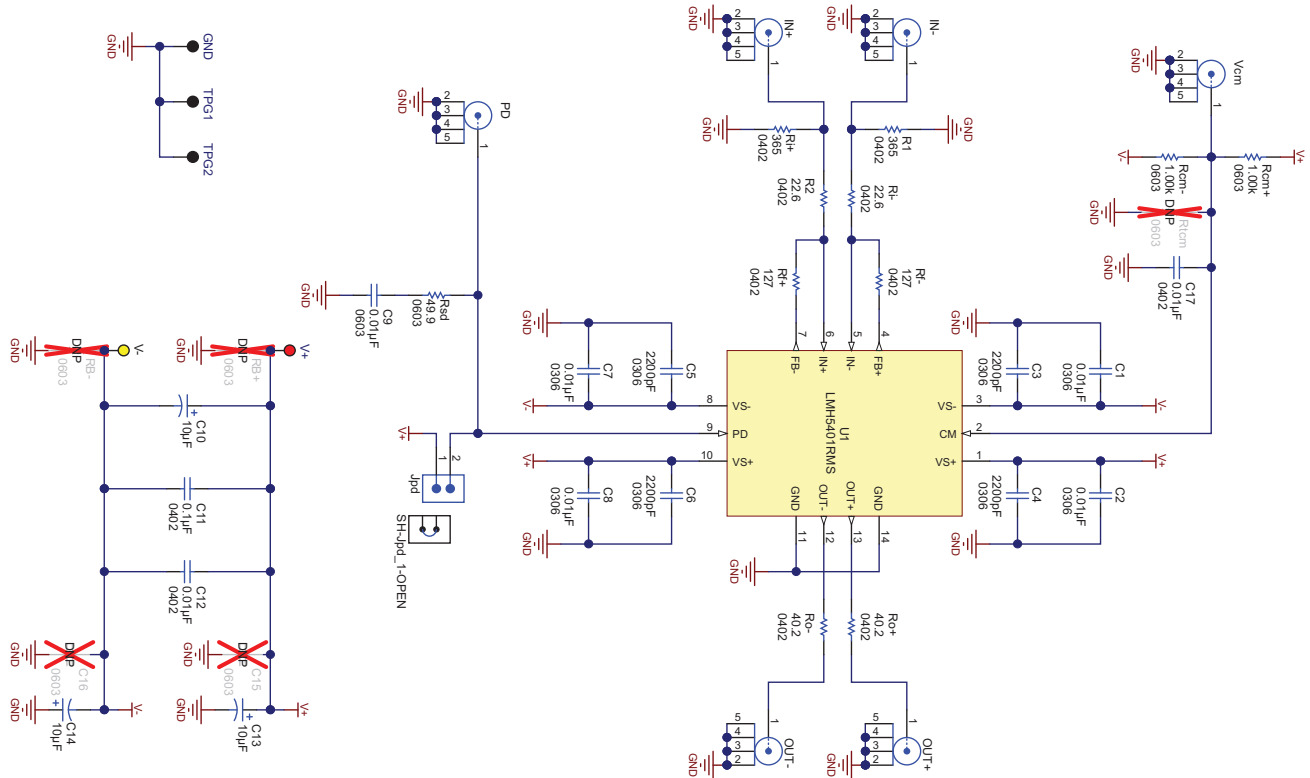 IN+
2
3
4
5
1
GND
IN-
2
3
4
5
1
GND
Vcm
2
3
4
5
1
GND
GND
TPG1
TPG2
GND
PD
2
3
4
5
1
GND
GND
Ri+
365
0402
R1
365
0402
GND
V-
Rcm-
1.00k
0603
Rcm+
1.00k
0603
V+
R2
22.6
0402
Ri-
22.6
0402
GND
DNP
Rtcm
0603
GND
C17
0.01µF
0402
Rf+
127
0402
Rf-
127
0402
GND
C9
0.01µF
0603
Rsd
49.9
0603
7
6
5
4
FB-
IN+
IN-
FB+
GND
C7
0.01µF
0306
C5
2200pF
0306
V-
8
VS-
GND
C3
2200pF
0306
C1
0.01µF
0306
V-
3
VS-
9
PD
U1
LMH5401RMS
CM
2
V+
10
VS+
C8
0.01µF
0306
C6
2200pF
0306
GND
VS+
1
V+
C4
2200pF
0306
C2
0.01µF
0306
GND
GND
OUT-
OUT+
GND
11
12
13
14
GND
V+
1
2
Jpd
SH-Jpd_1-OPEN
Ro-
40.2
0402
Ro+
40.2
0402
GND
DNP
RB-
0603
V-
GND
DNP
RB+
0603
V+
+
C10
10µF
C11
0.1µF
0402
C12
0.01µF
0402
GND
DNP
C16
0603
GND
DNP
C15
0603
GND
+
C14
10µF
V-
GND
+
C13
10µF
V+
5
4
3
2
1
GND
OUT-
5
4
3
2
1
GND
OUT+